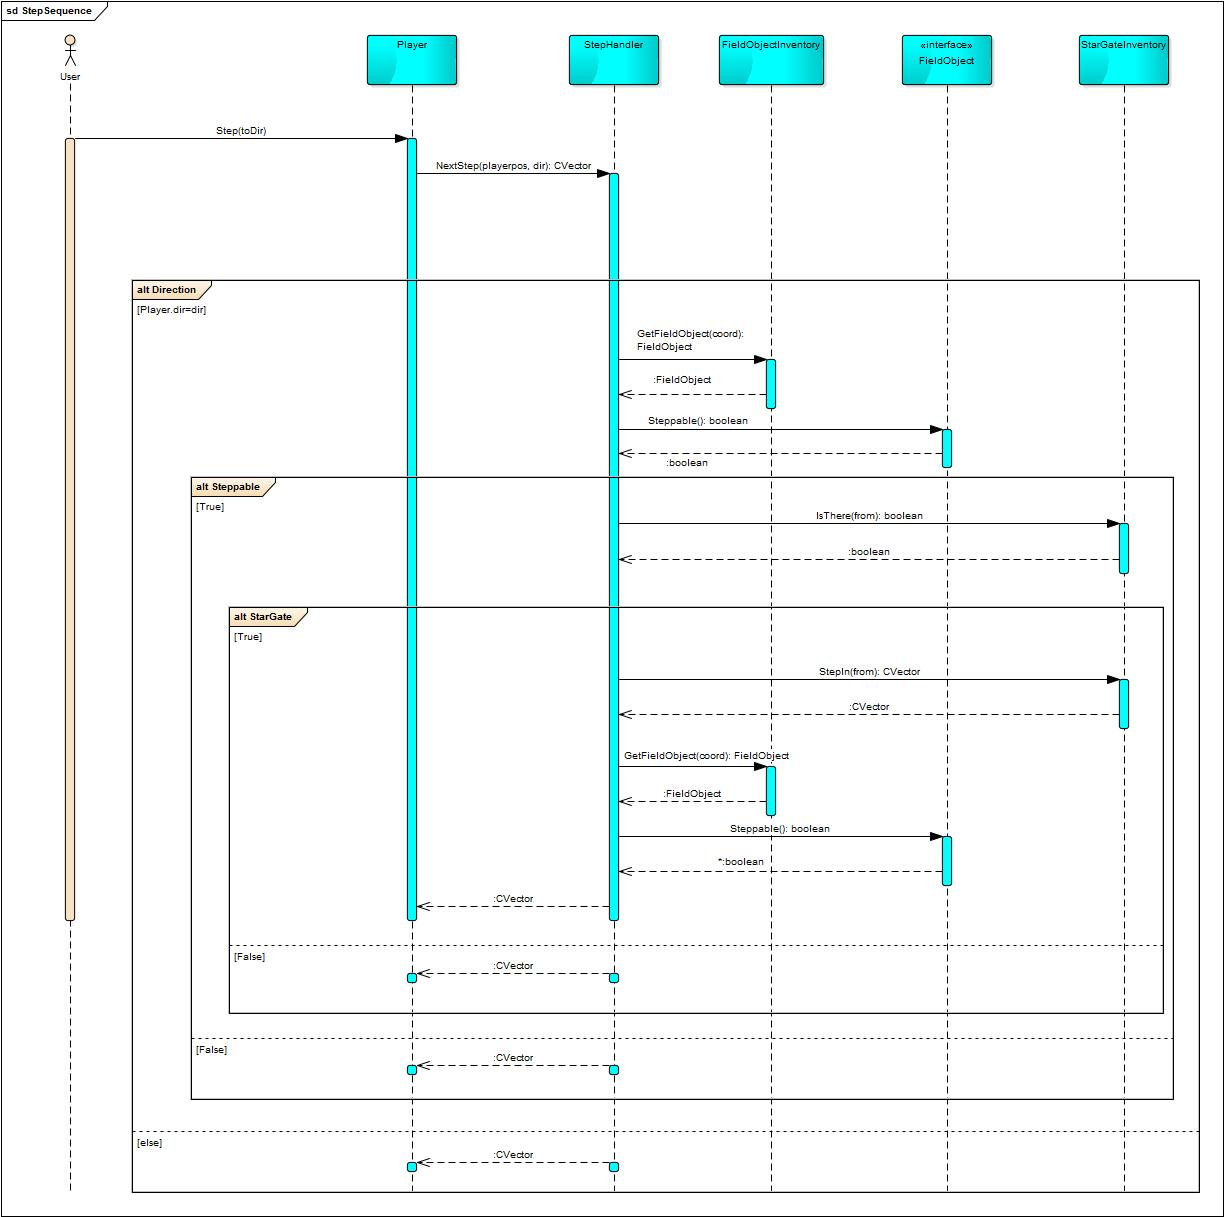 sd StepSequence
User
Player
StepHandler
FieldObjectInventory
«interface»
FieldObject
StarGateInventory
Step(toDir)
NextStep(playerpos, dir): CVector
alt Direction
[Player.dir=dir]
GetFieldObject(coord):
FieldObject
:FieldObject
Steppable(): boolean
:boolean
alt Steppable
[True]
IsThere(from): boolean
:boolean
alt StarGate
[True]
StepIn(from): CVector
:CVector
GetFieldObject(coord): FieldObject
:FieldObject
Steppable(): boolean
*:boolean
:CVector
[False]
:CVector
[False]
:CVector
[else]
:CVector